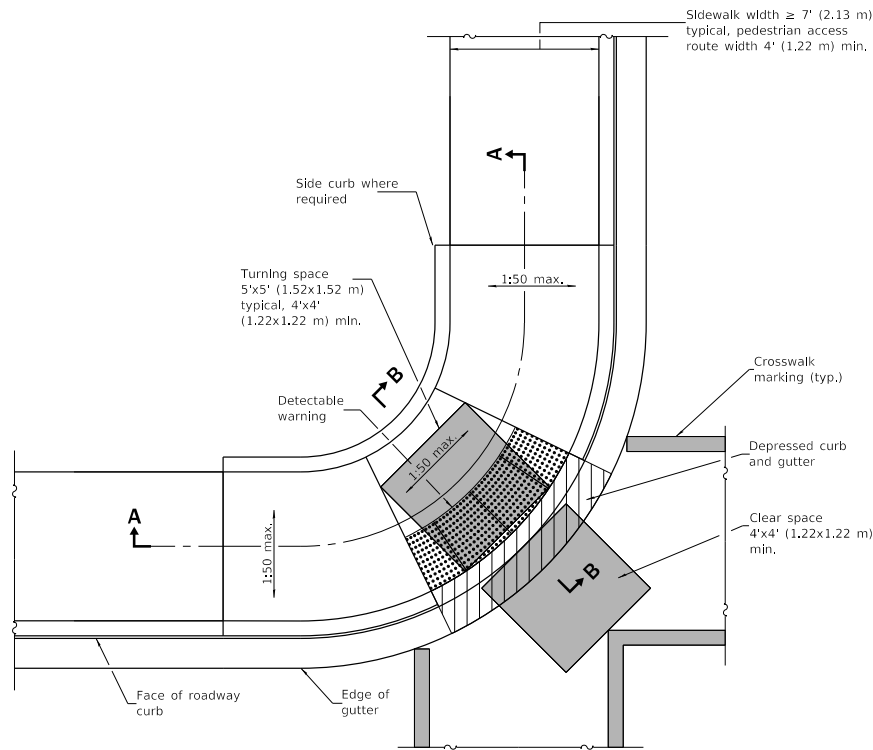 Sidewalk width ≥ 7' (2.13 m)
typical, pedestrian access
route width 4' (1.22 m) min.
A
Side curb where
required
1:50 max.
Turning space
5'x5' (1.52x1.52 m)
typical, 4'x4'
(1.22x1.22 m) min.
B
Crosswalk
marking (typ.)
Detectable
warning
1:50 max.
Depressed curb
and gutter
A
1:50 max.
Clear space
4'x4' (1.22x1.22 m)
min.
B
Face of roadway
curb
Edge of
gutter